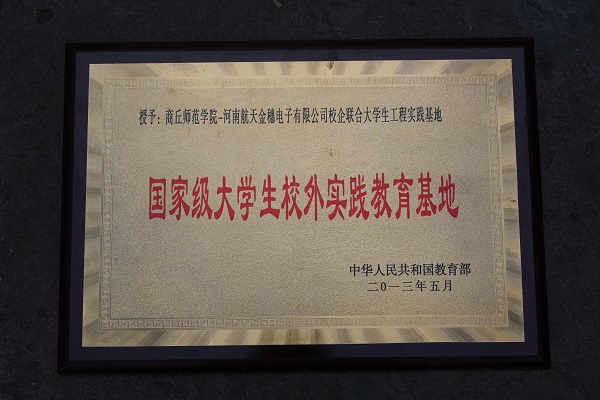 授予：商丘师范学院-河南航天金穗电子有限公司校企联合大学生工程实践基地
国家级大学生校外实践教育基地
中华人民共和国教育部
二0一三年五月